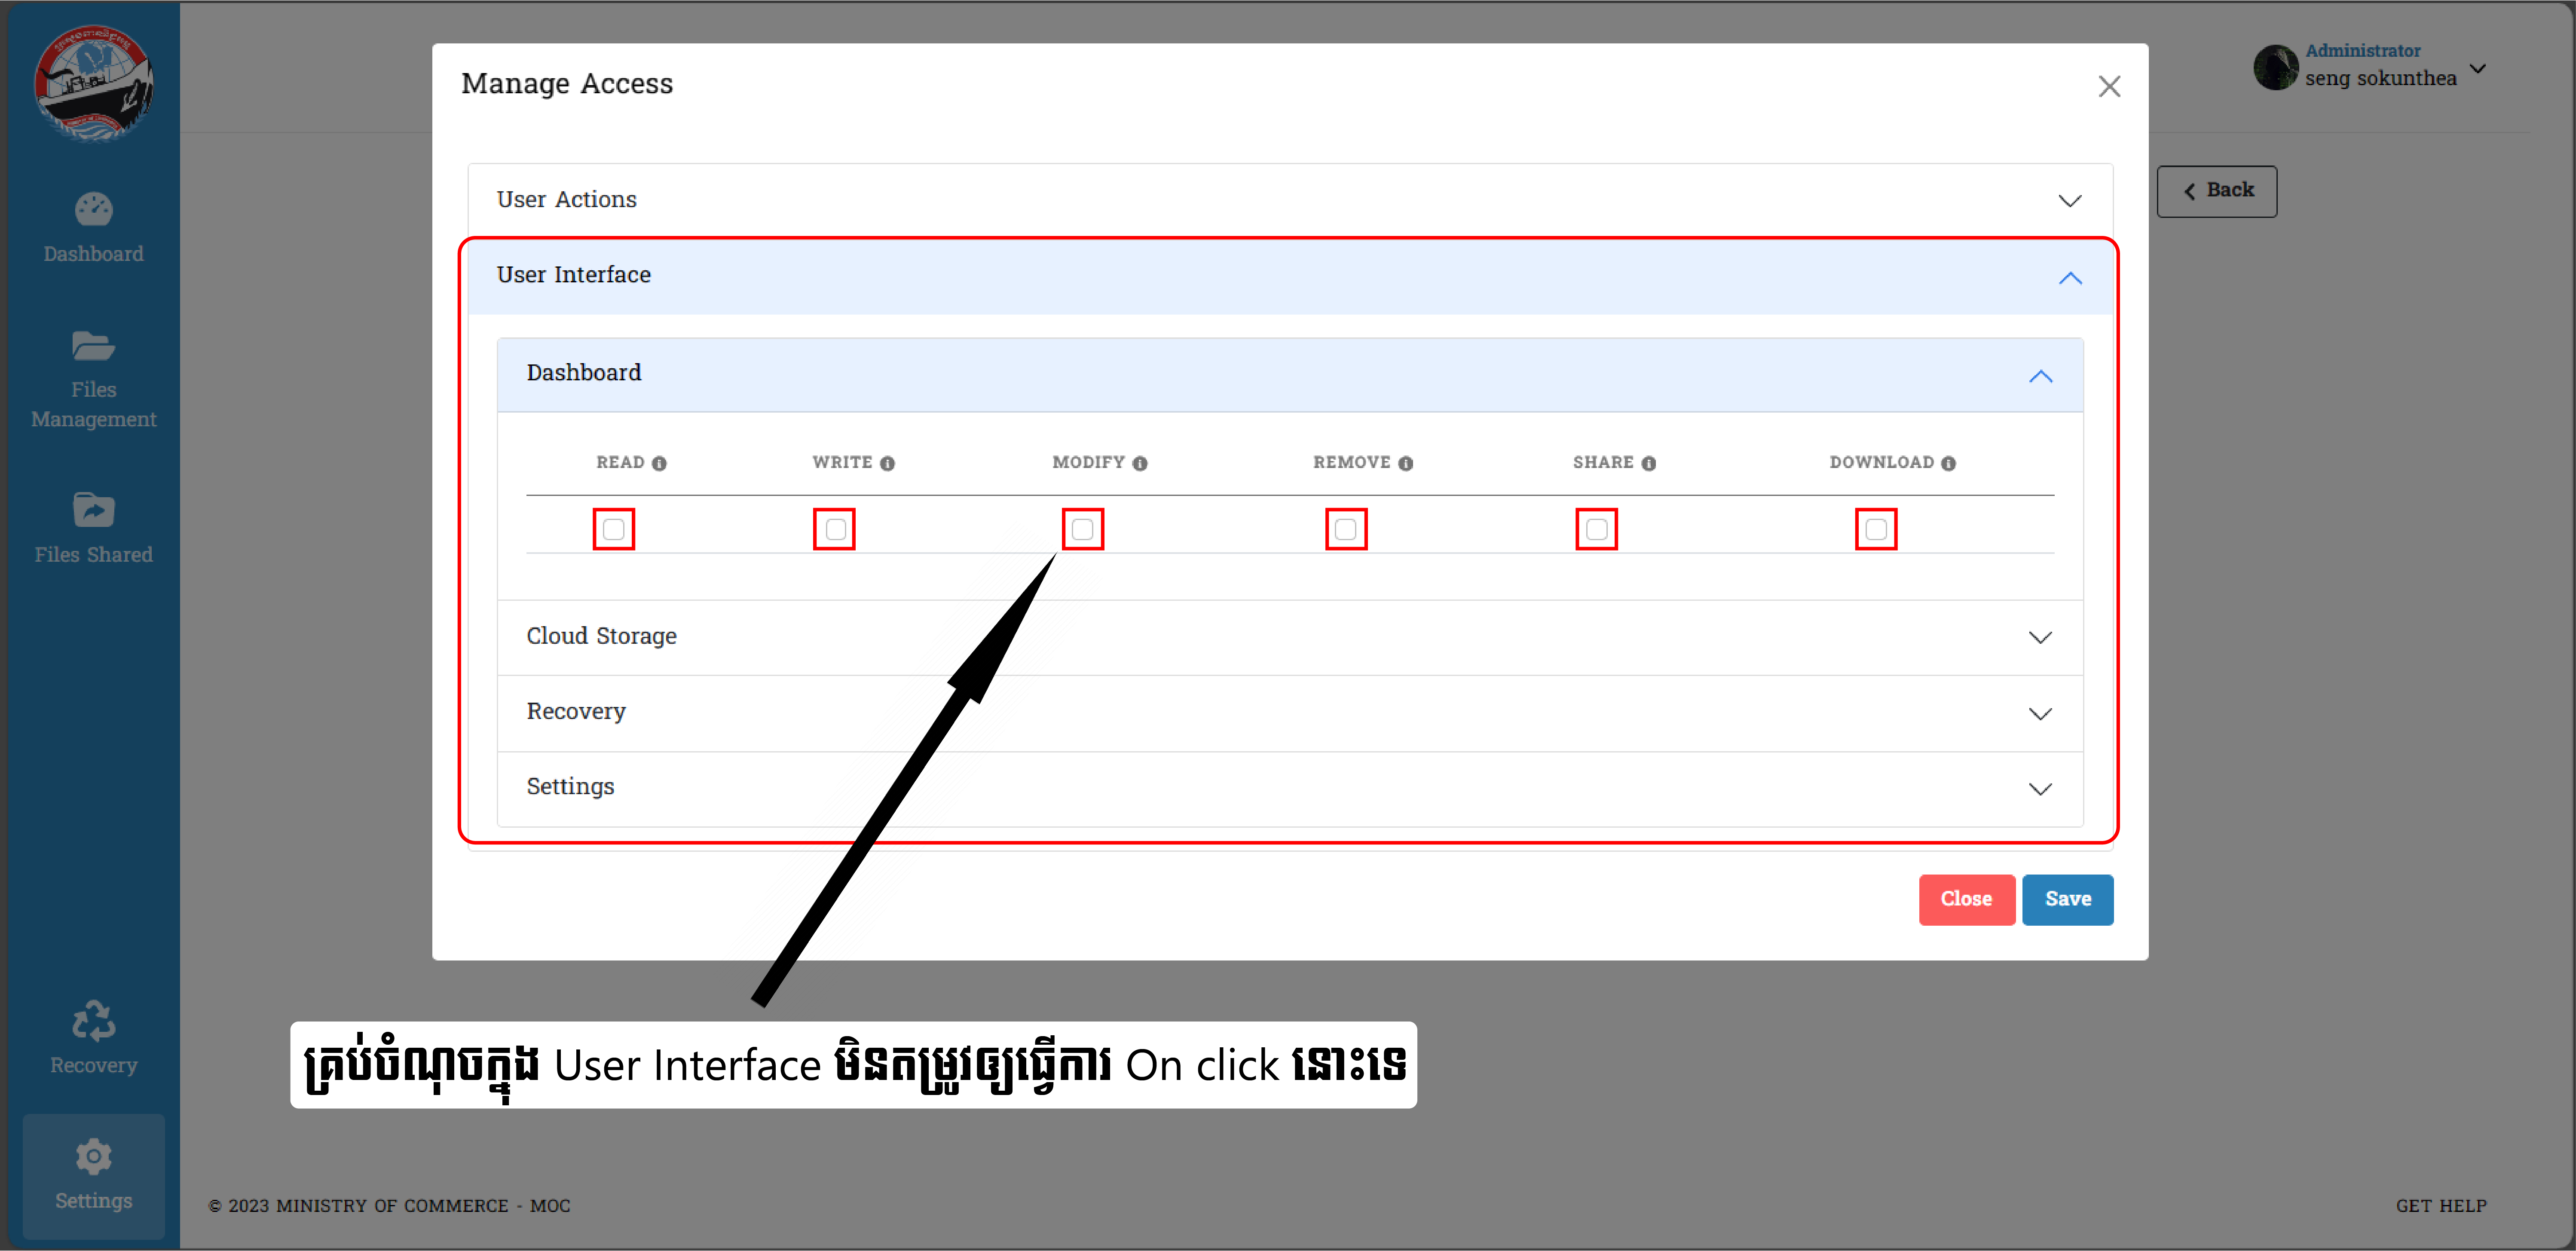 Administrator
seng sokunthea
Manage Access
User Actions
Back
Dashboard
User Interface
Dashboard
Files
Management
READ WRITE MODIFY REMOVE SHARE DOWNLOAD
Files Shared
Cloud Storage
Recovery
Settings
Close Save
Recovery
គ្រប់ចំណុចក្នុង User Interface មិនតម្រូវឲ្យធ្វើការ On click នោះទេ
Settings
© 2023 MINISTRY OF COMMERCE - MOC
GET HELP